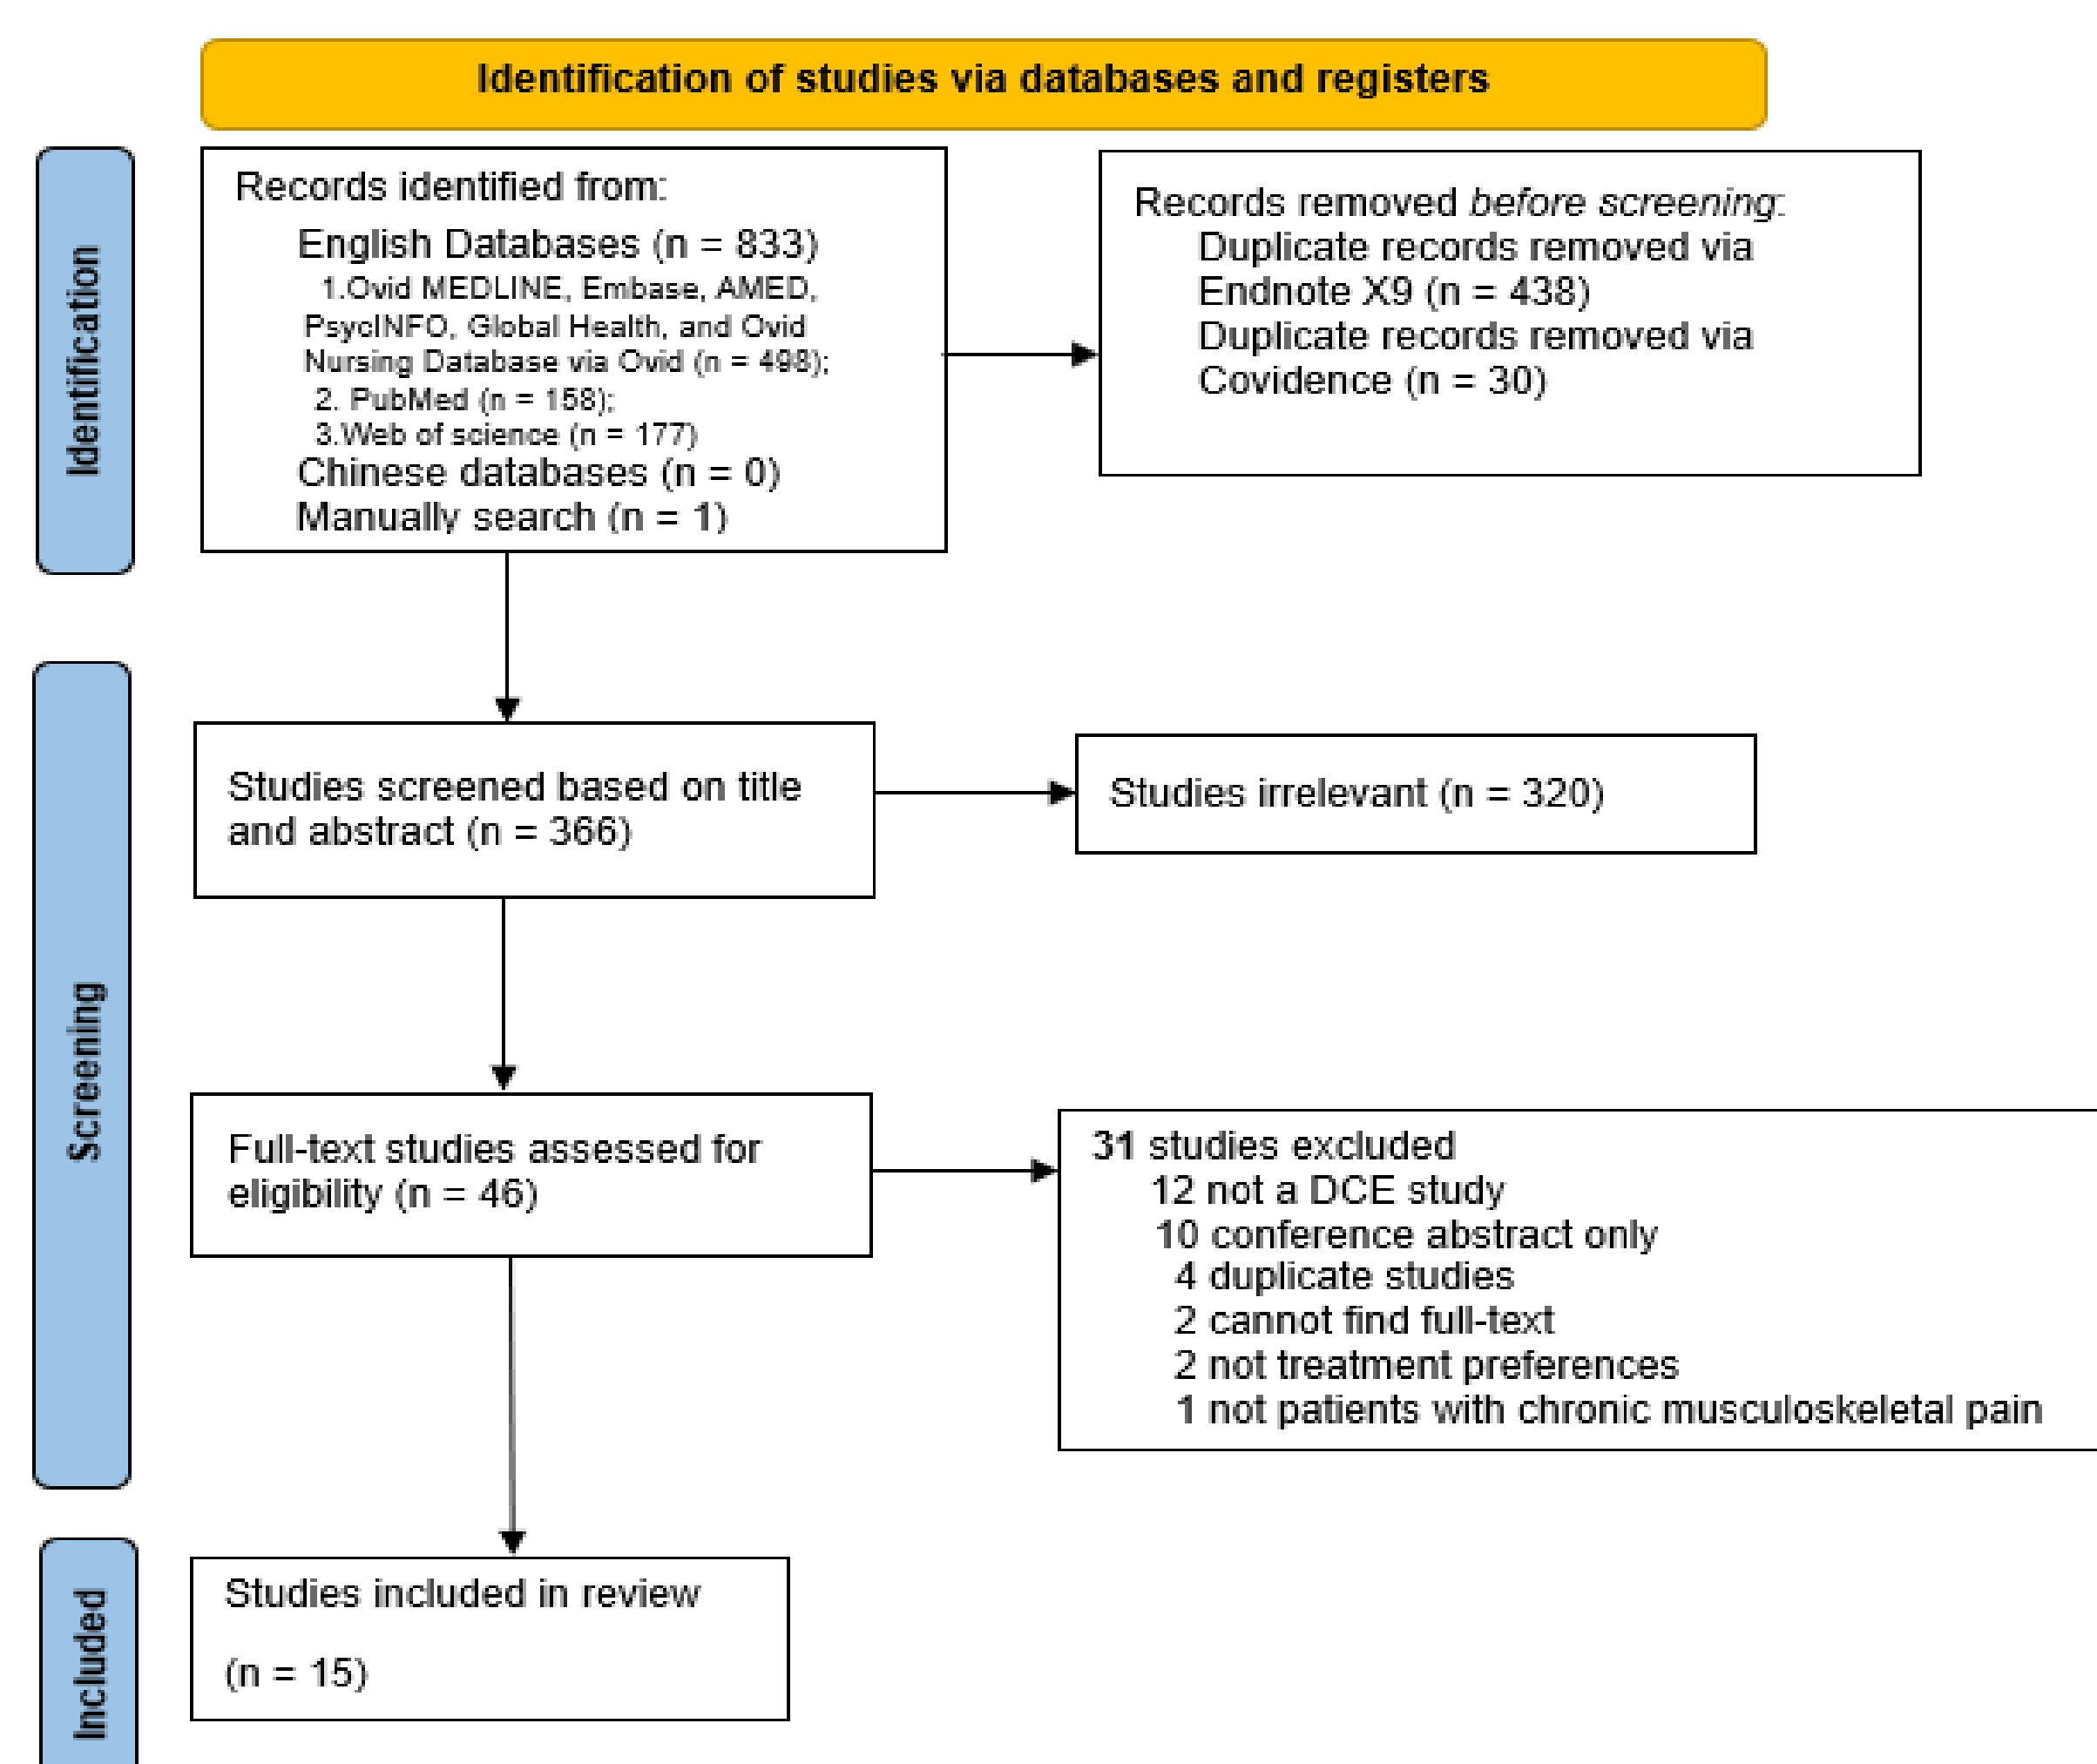 Identification of studies via databases and registers
Identification
Records identified from:
English Databases (n = 833)
1.Ovid MEDLINE, Embase, AMED,
PsycINFO, Global Health, and Ovid
Nursing Database via Ovid (n = 498);
2. PubMed (n = 158);
3.Web of science (n = 177)
Chinese databases (n = 0)
Manually search (n = 1)
Records removed before screening:
Duplicate records removed via
Endnote X9 (n = 438)
Duplicate records removed via
Covidence (n = 30)
Screening
Studies screened based on title
and abstract (n = 366)
Studies irrelevant (n = 320)
Full-text studies assessed for
eligibility (n = 46)
31 studies excluded
12 not a DCE study
10 conference abstract only
4 duplicate studies
2 cannot find full-text
2 not treatment preferences
1 not patients with chronic musculoskeletal pain
Included
Studies included in review
(n = 15)